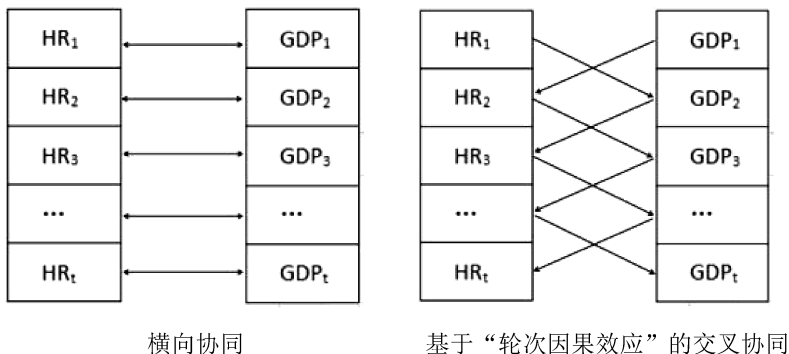 HR₁ GDP₁ HR₁ GDP₁
HR₂ GDP₂ HR₂ GDP₂
HR₃ GDP₃ HR₃ GDP₃
... ... ... ...
HRₜ GDPₜ HRₜ GDPₜ
横向协同 基于“轮次因果效应”的交叉协同